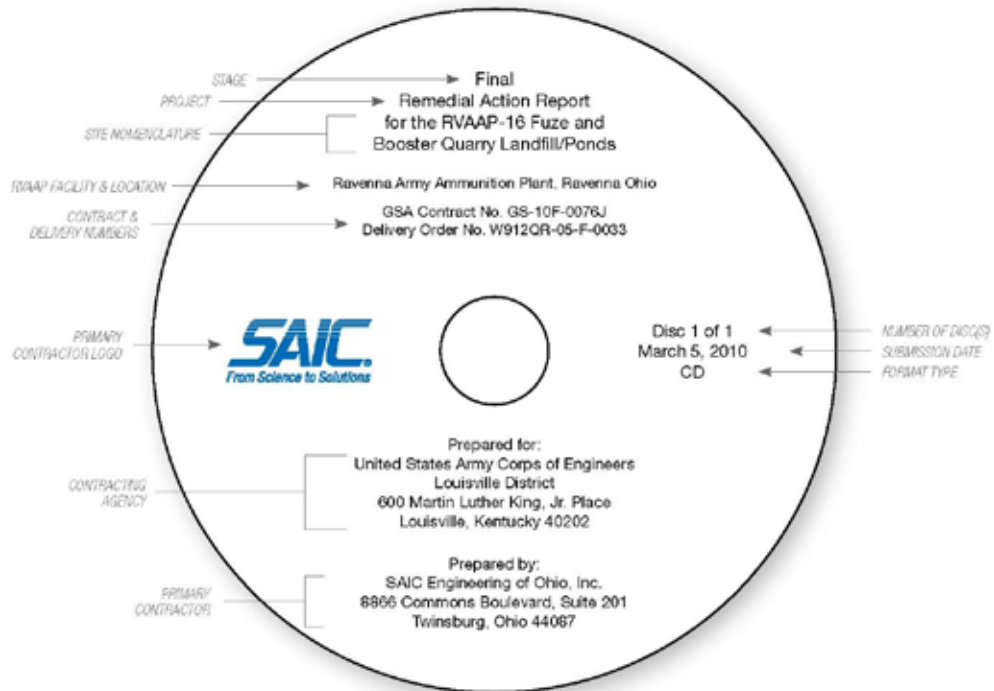 STAGE
Final
PROJECT
Remedial Action Report
SITE NOMENCLATURE
for the RVAAP-16 Fuze and
Booster Quarry Landfill/Ponds
RVAAP FACILITY & LOCATION
Ravenna Army Ammunition Plant, Ravenna Ohio
CONTRACT &
DELIVERY NUMBERS
GSA Contract No. GS-10F-0076J
Delivery Order No. W912QR-05-F-0033
PRIMARY
CONTRACTOR LOGO
SAIC.
From Science to Solutions
Disc 1 of 1
March 5, 2010
CD
NUMBER OF DISC(S)
SUBMISSION DATE
FORMAT TYPE
CONTRACTING
AGENCY
Prepared for:
United States Army Corps of Engineers
Louisville District
600 Martin Luther King, Jr. Place
Louisville, Kentucky 40202
PRIMARY
CONTRACTOR
Prepared by:
SAIC Engineering of Ohio, Inc.
8866 Commons Boulevard, Suite 201
Twinsburg, Ohio 44087